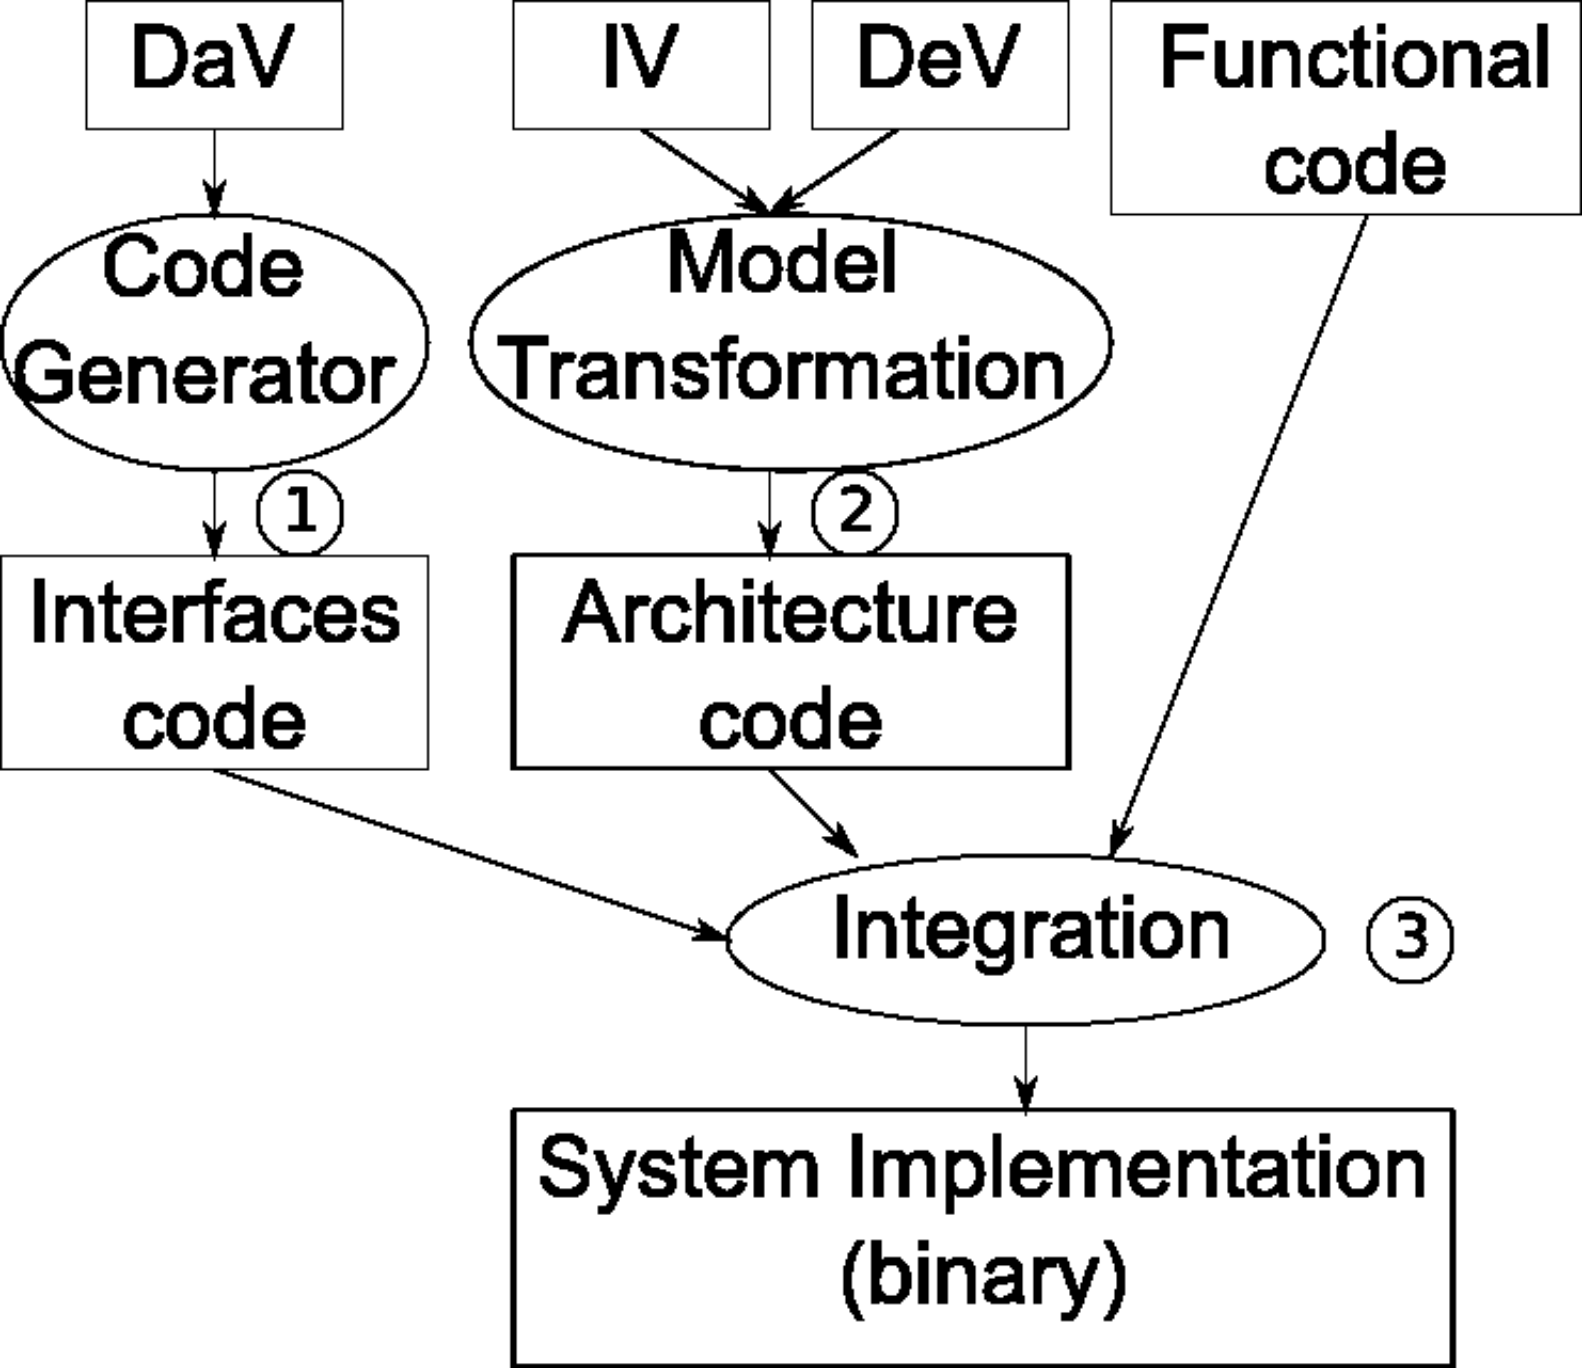 DaV
IV
DeV
Functional
code
Code
Generator
Model
Transformation
1
2
Interfaces
code
Architecture
code
Integration
3
System Implementation
(binary)